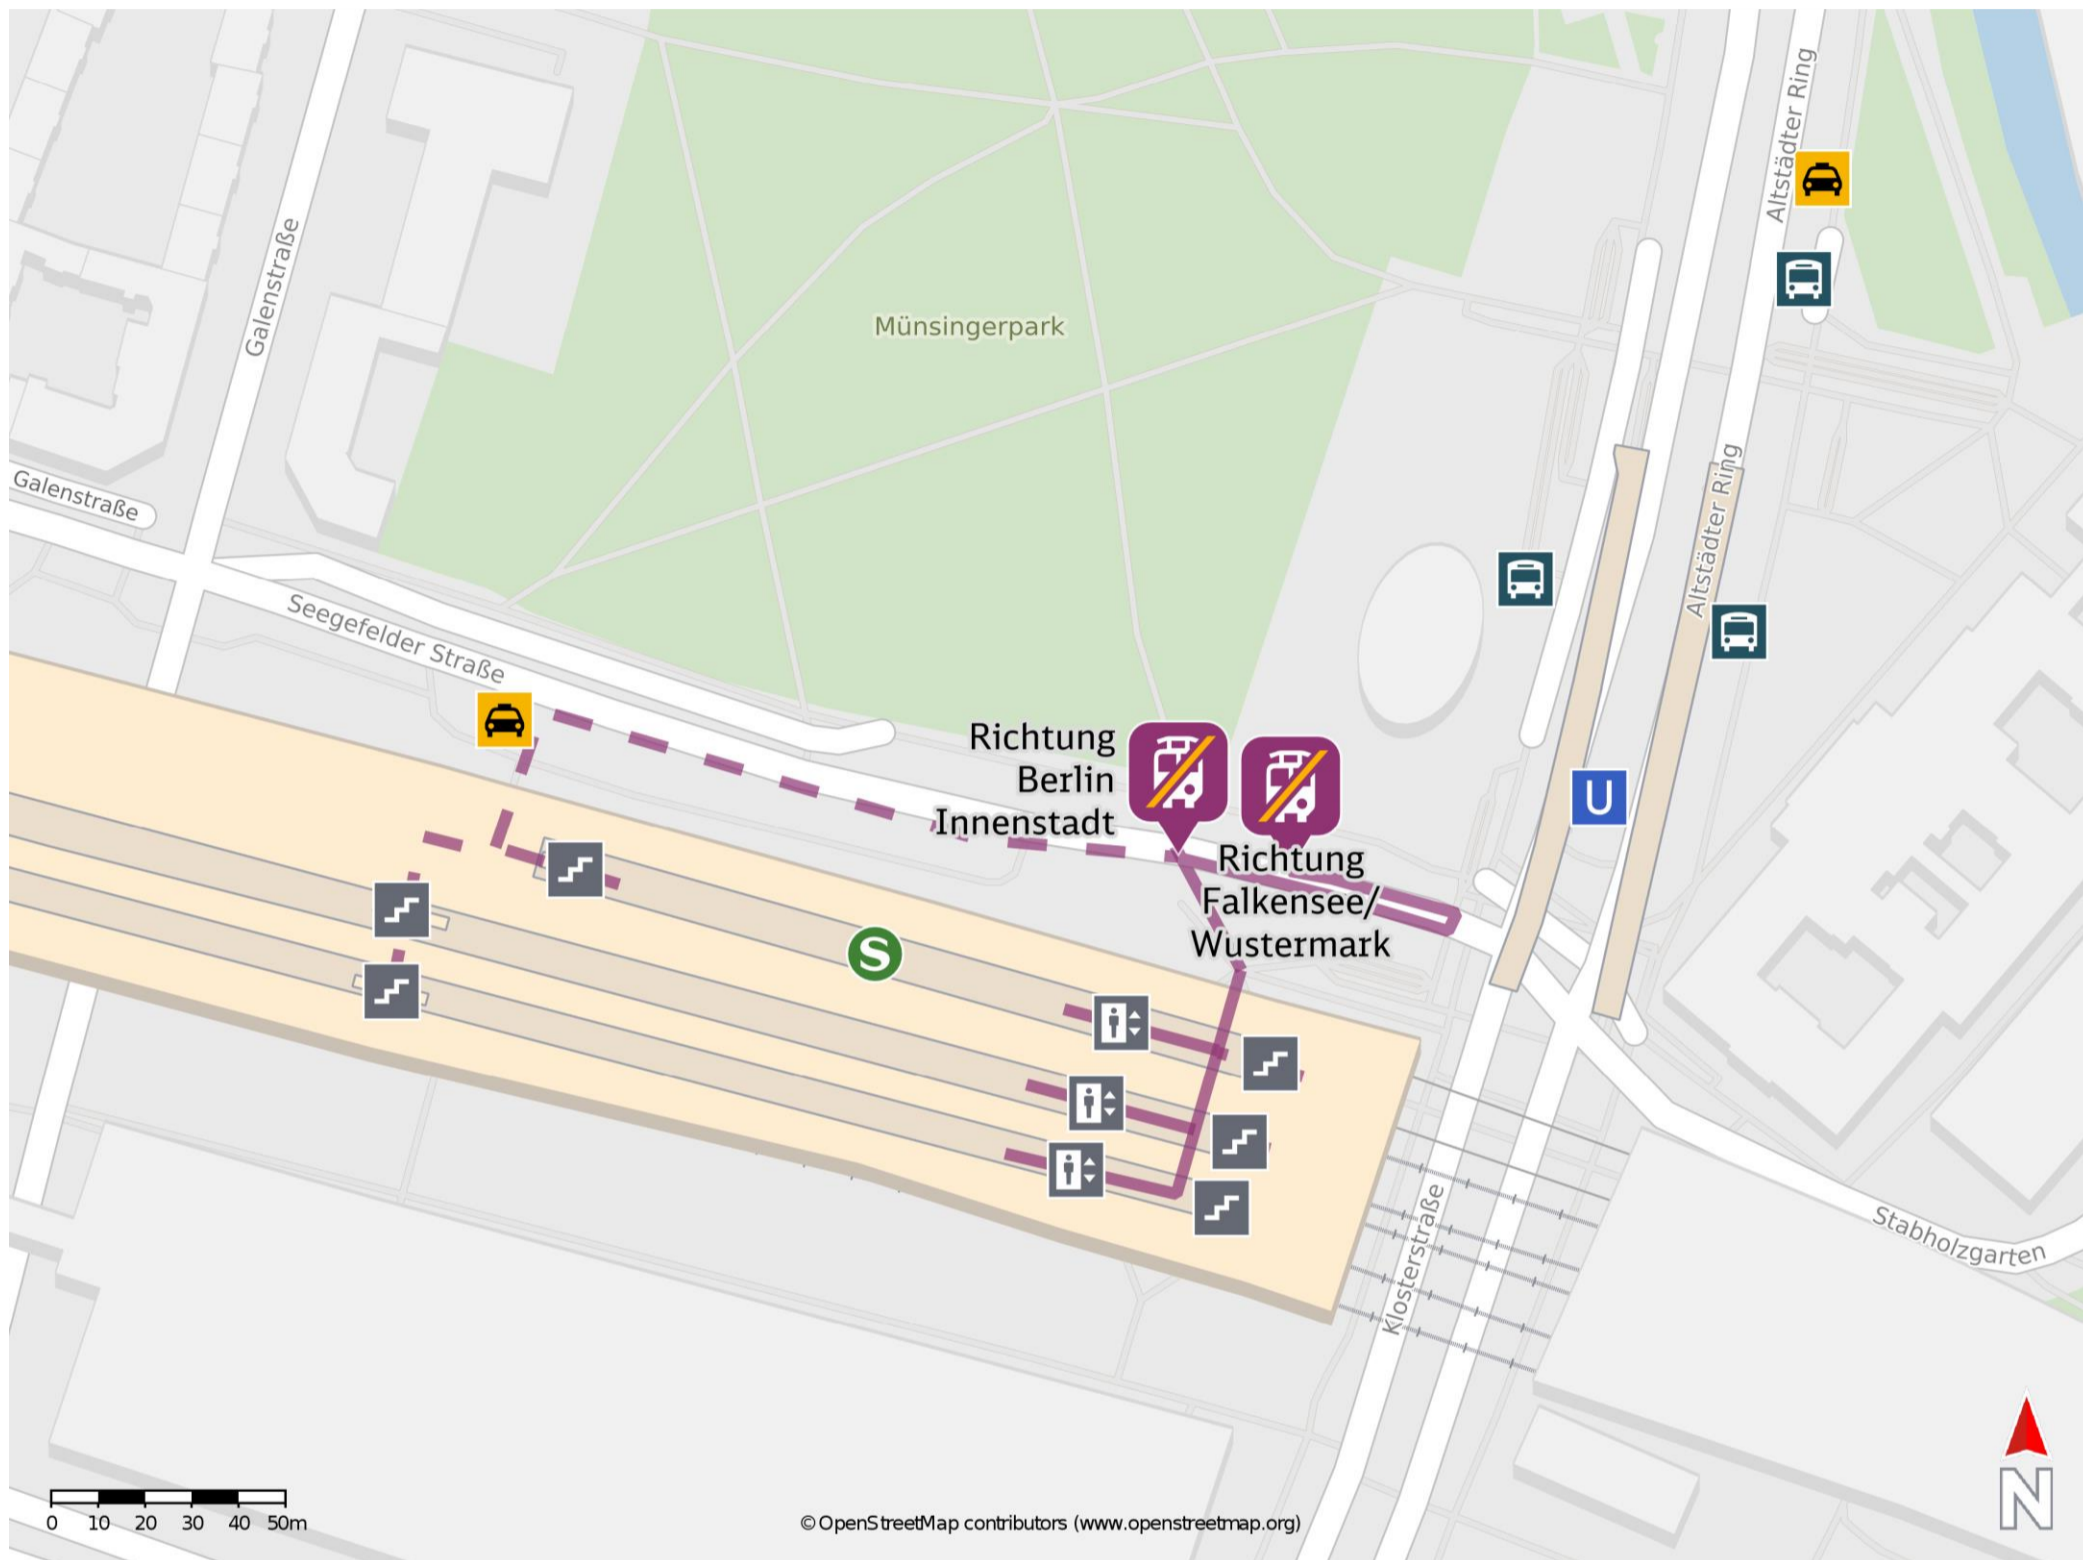 Altstädter Ring
Galenstraße
Münsingerpark
Galenstraße
Altstädter Ring
Seegefelder Straße
Richtung
Berlin
Innenstadt
U
Richtung
Falkensee/
Wustermark
S
Klosterstraße
Stabholzgarten
0 10 20 30 40 50m
© OpenStreetMap contributors (www.openstreetmap.org)
N